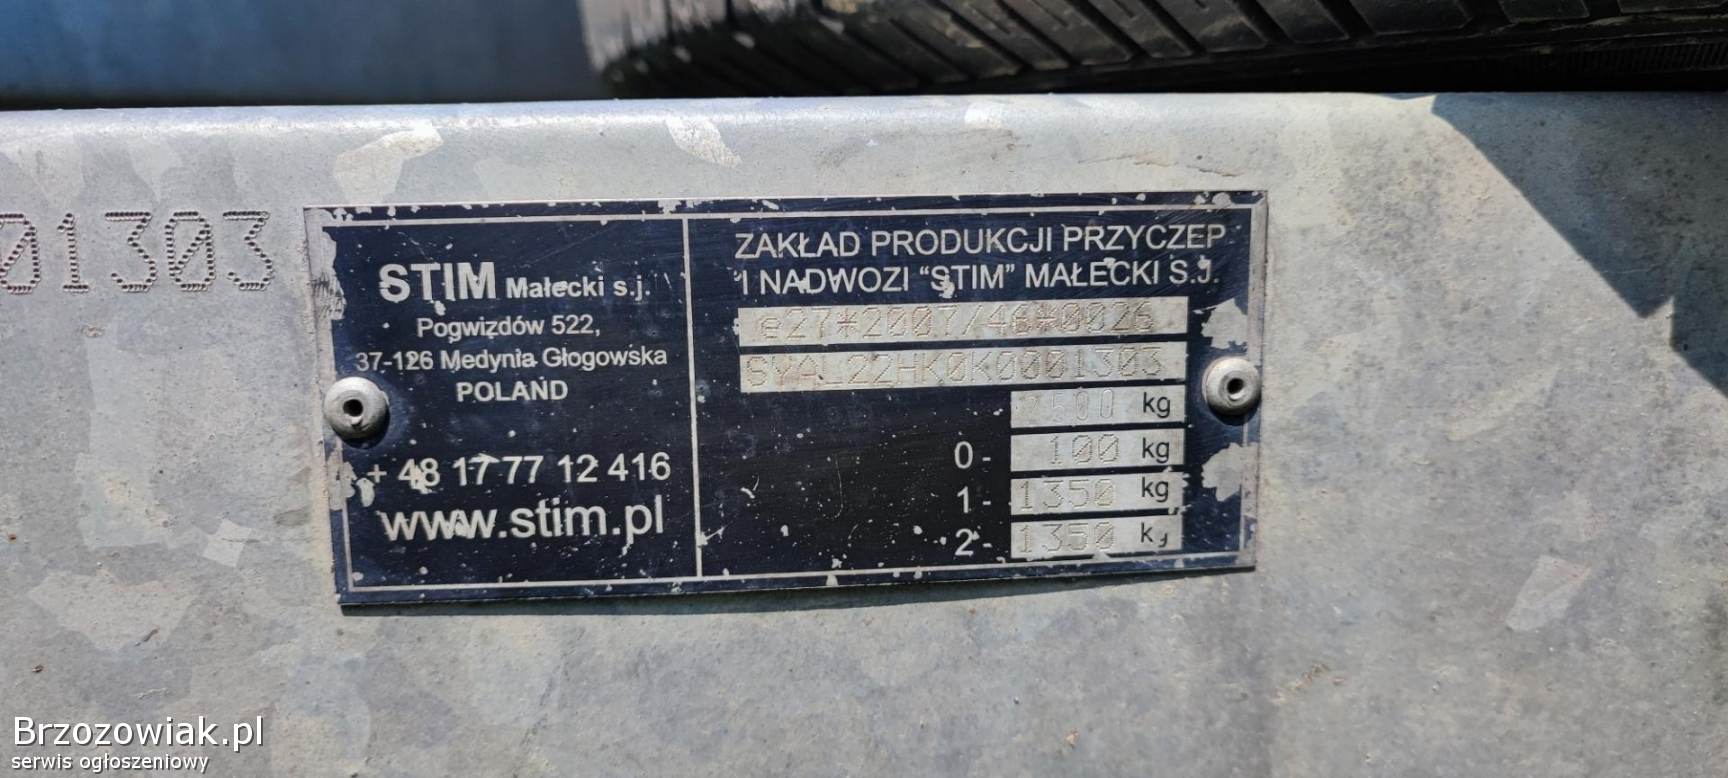 01303
STIM Małecki s.j.
Pogwizdów 522,
37-126 Medynia Głogowska
POLAND
+ 48 17 77 12 416
www.stim.pl
ZAKŁAD PRODUKCJI PRZYCZEP
I NADWOZI “STIM” MAŁECKI S.J.
e27*2007/46*0026
SYAL22HK0K0001303
kg
0- 100 kg
1- 1350 kg
2- 1350 kg
Brzozowiak.pl
serwis ogłoszeniowy